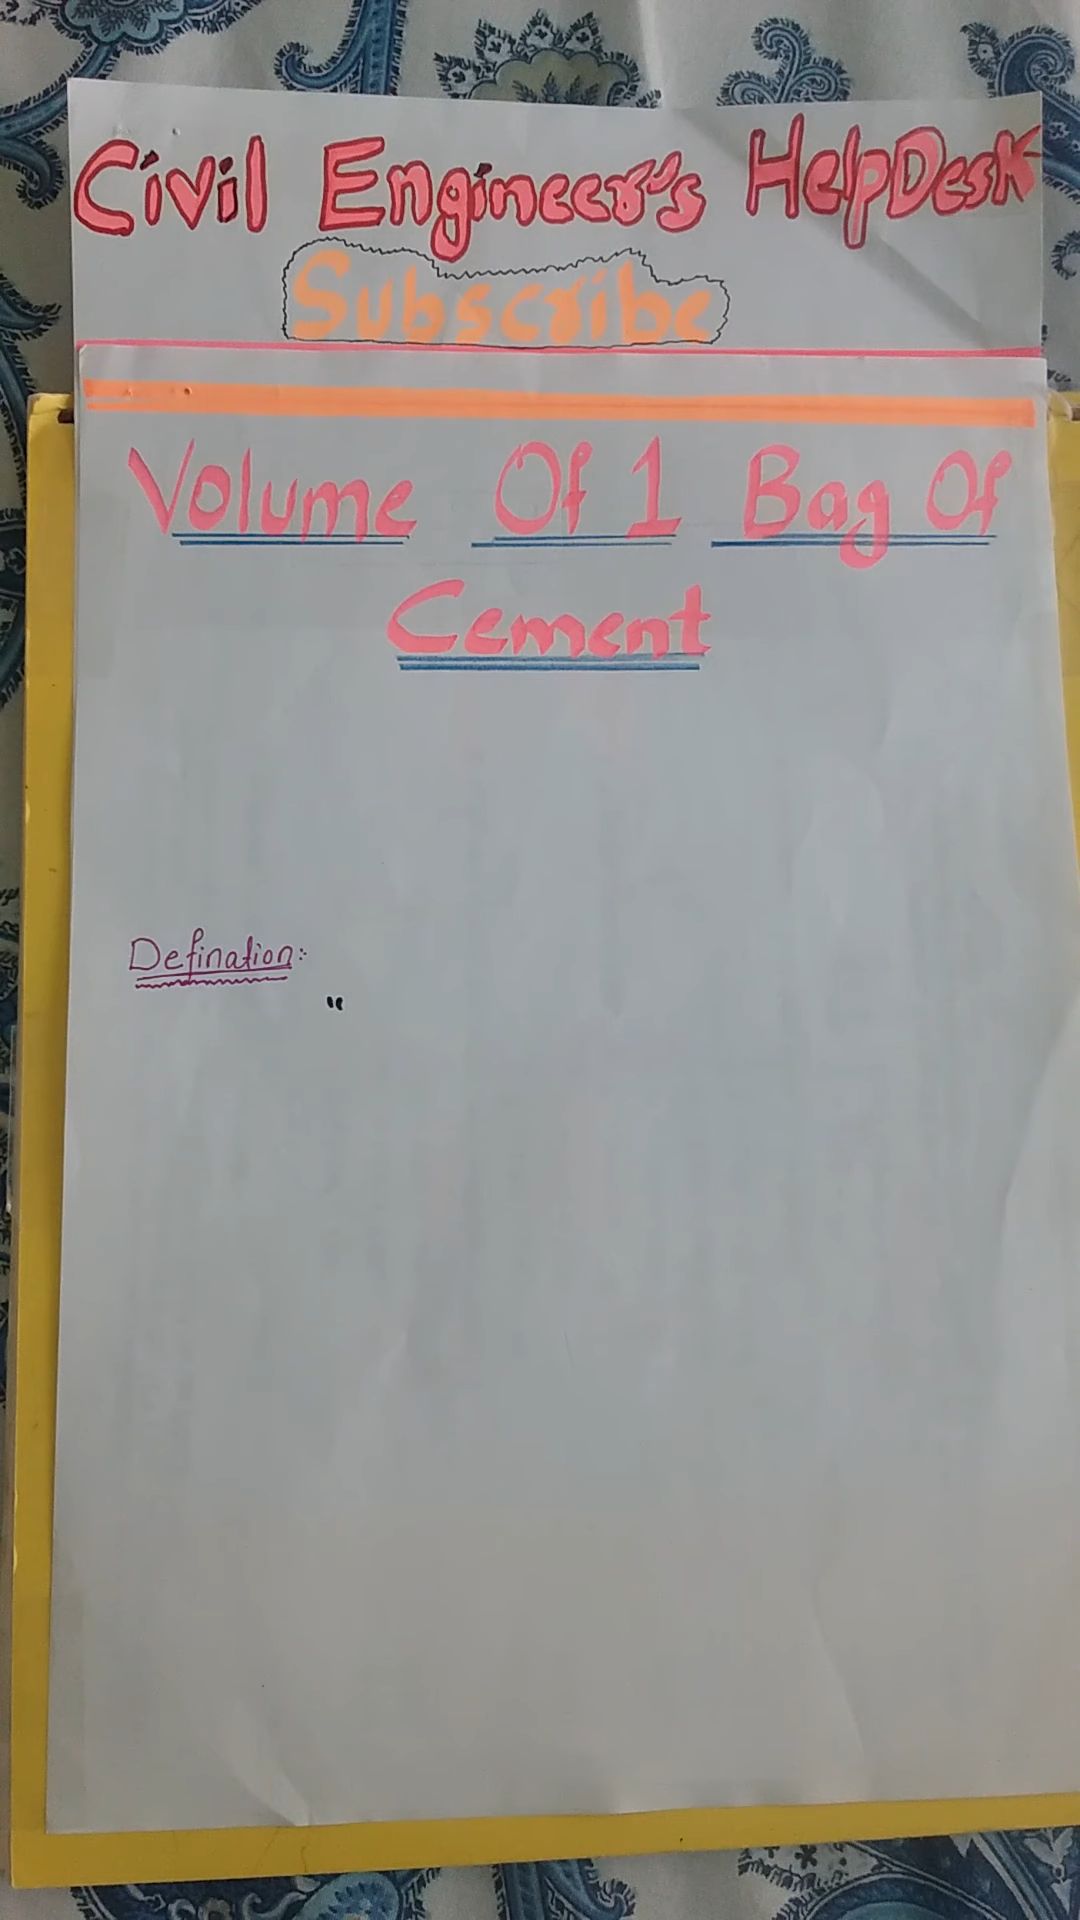 Civil Engineer's HelpDesk
Subscribe
Volume Of 1 Bag Of
Cement
Defination:
"